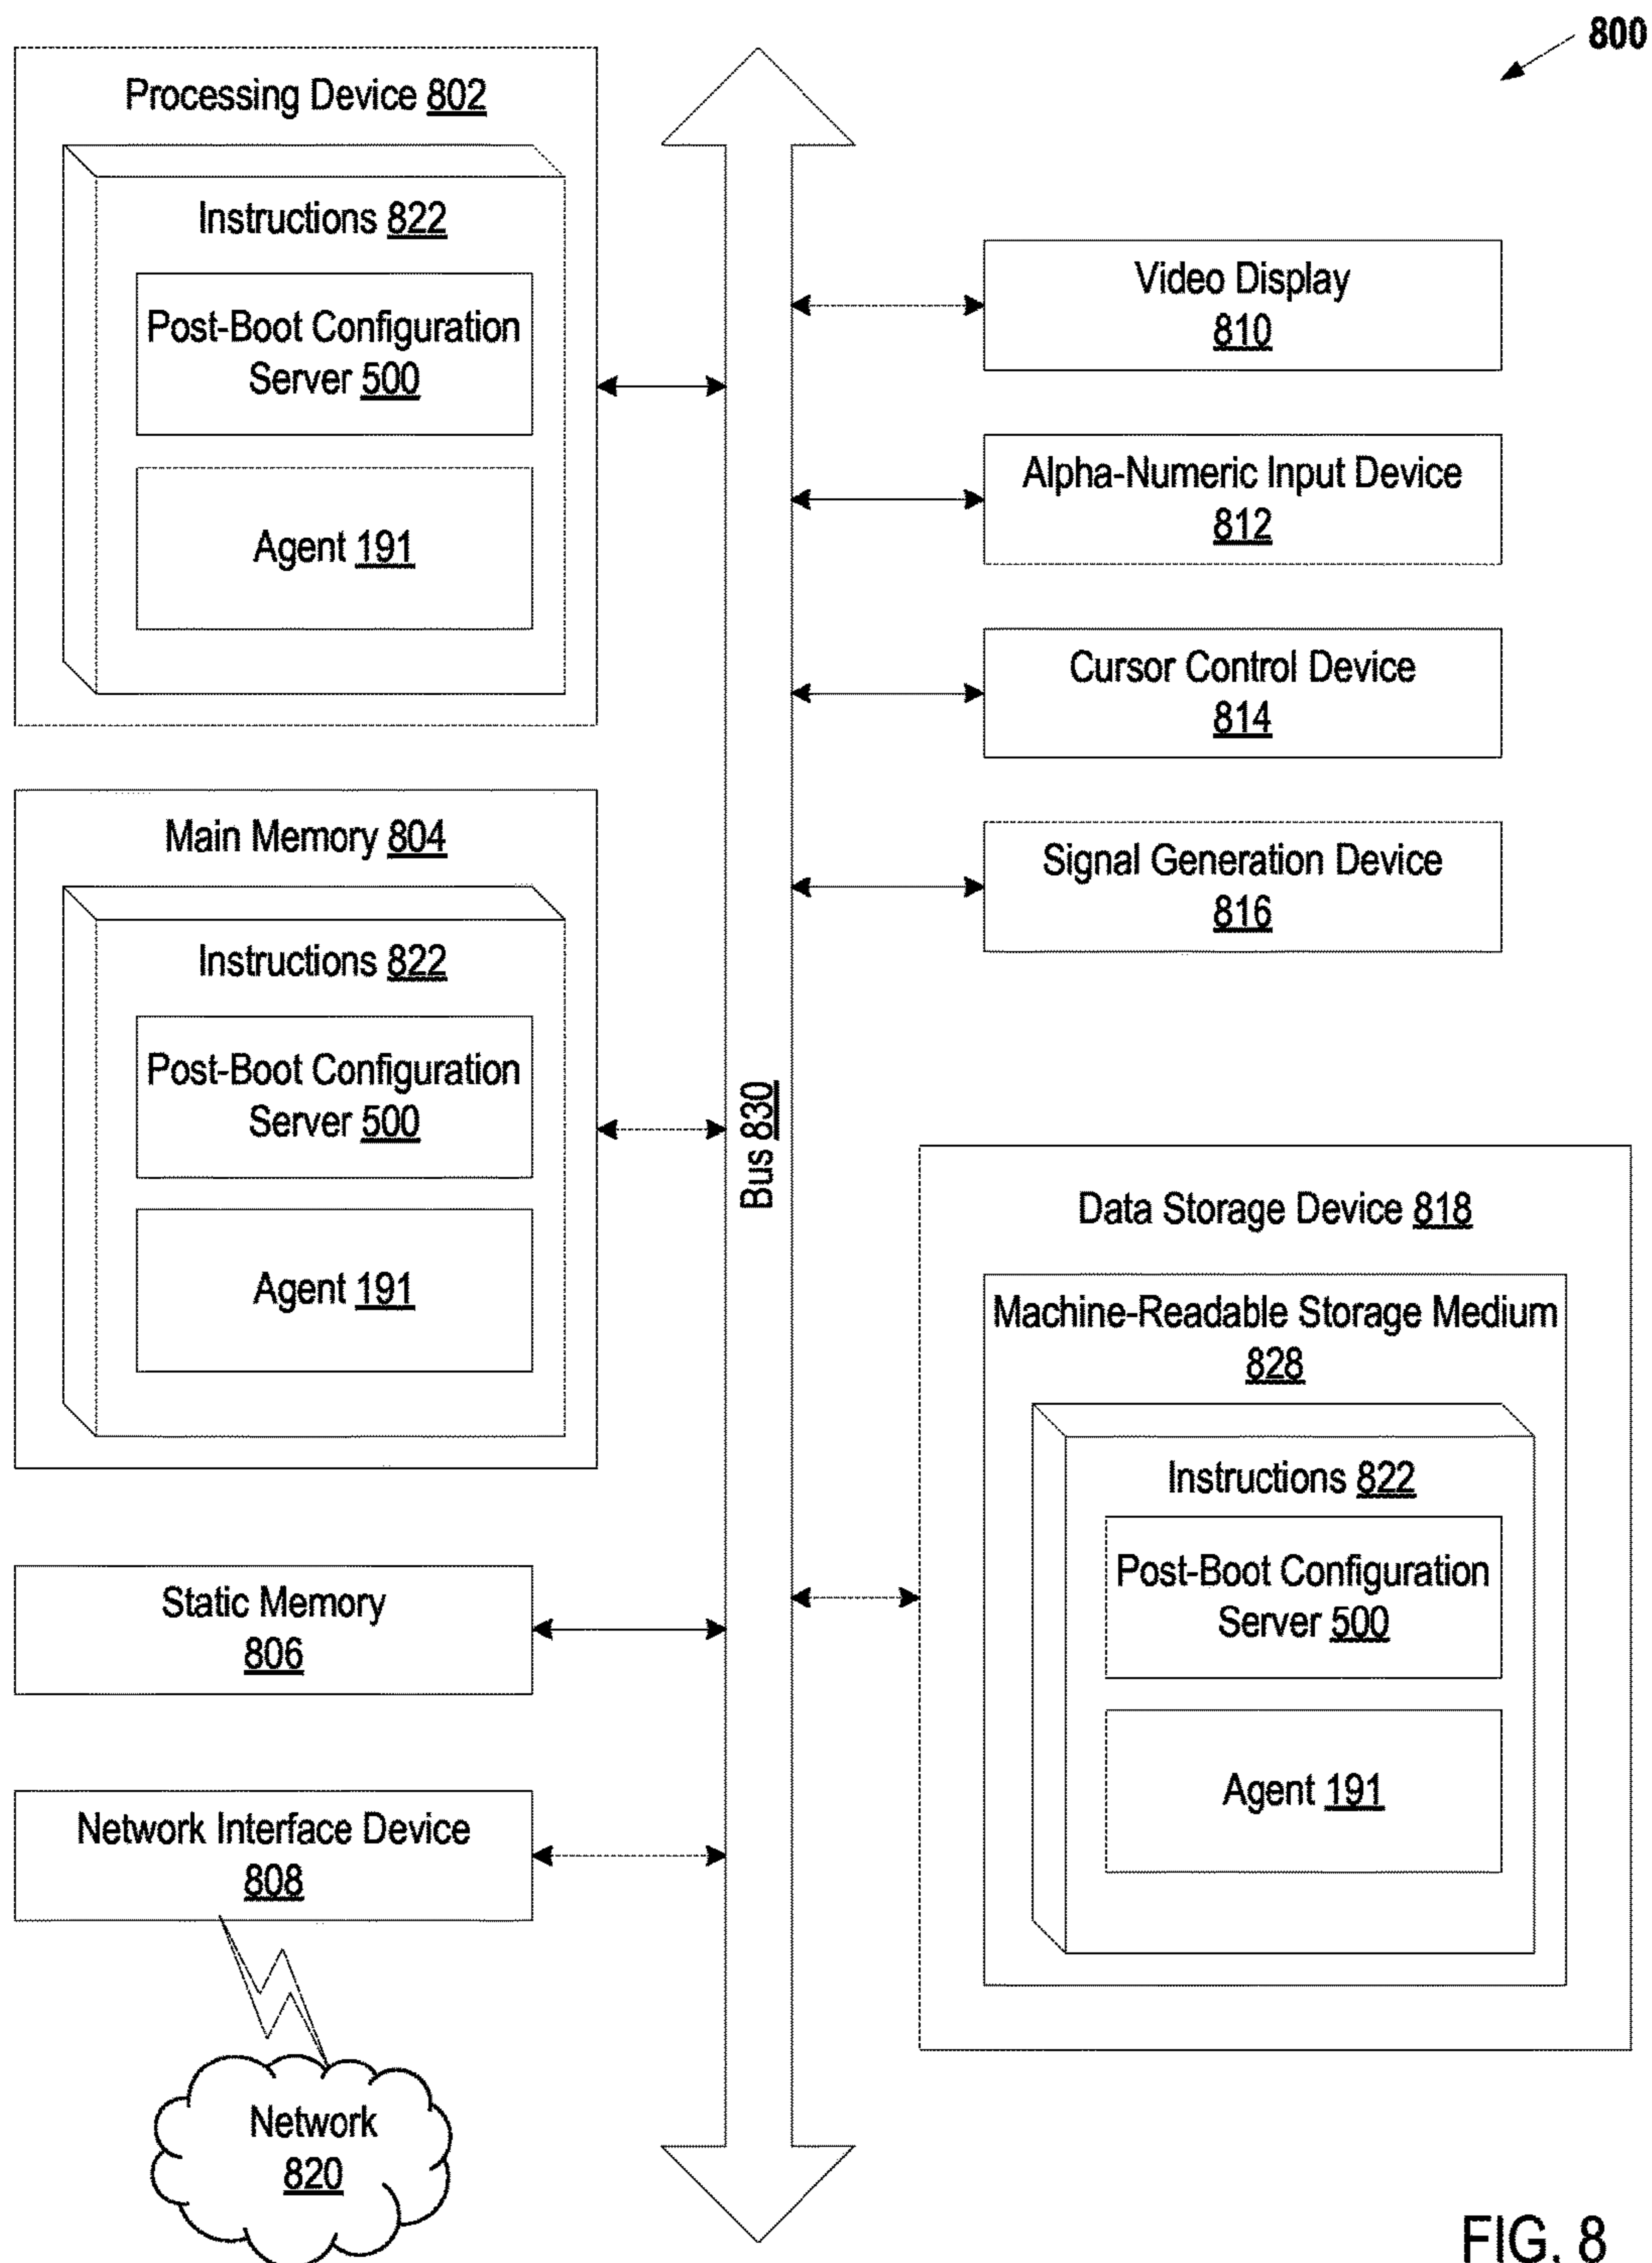 800
Processing Device 802
Instructions 822
Post-Boot Configuration
Server 500
Agent 191
Main Memory 804
Instructions 822
Post-Boot Configuration
Server 500
Agent 191
Static Memory
806
Network Interface Device
808
Network
820
Bus 830
Video Display
810
Alpha-Numeric Input Device
812
Cursor Control Device
814
Signal Generation Device
816
Data Storage Device 818
Machine-Readable Storage Medium
828
Instructions 822
Post-Boot Configuration
Server 500
Agent 191
FIG. 8